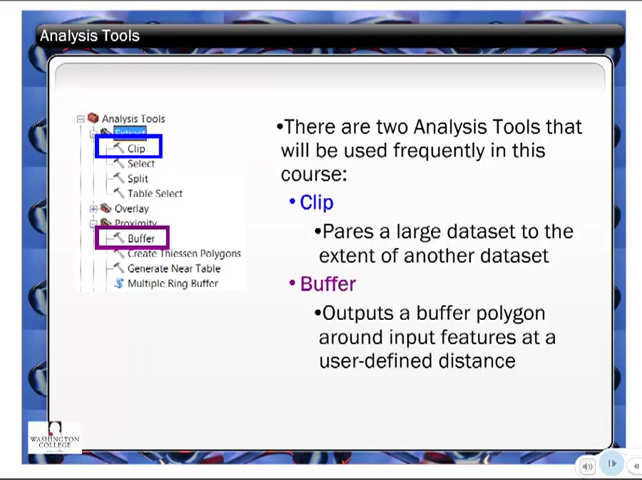 Analysis Tools
Analysis Tools
Extract
Clip
Select
Split
Table Select
Overlay
Proximity
Buffer
Create Thiessen Polygons
Generate Near Table
Multiple Ring Buffer
•There are two Analysis Tools that
will be used frequently in this
course:
•Clip
•Pares a large dataset to the
extent of another dataset
•Buffer
•Outputs a buffer polygon
around input features at a
user-defined distance
WASHINGTON
COLLEGE